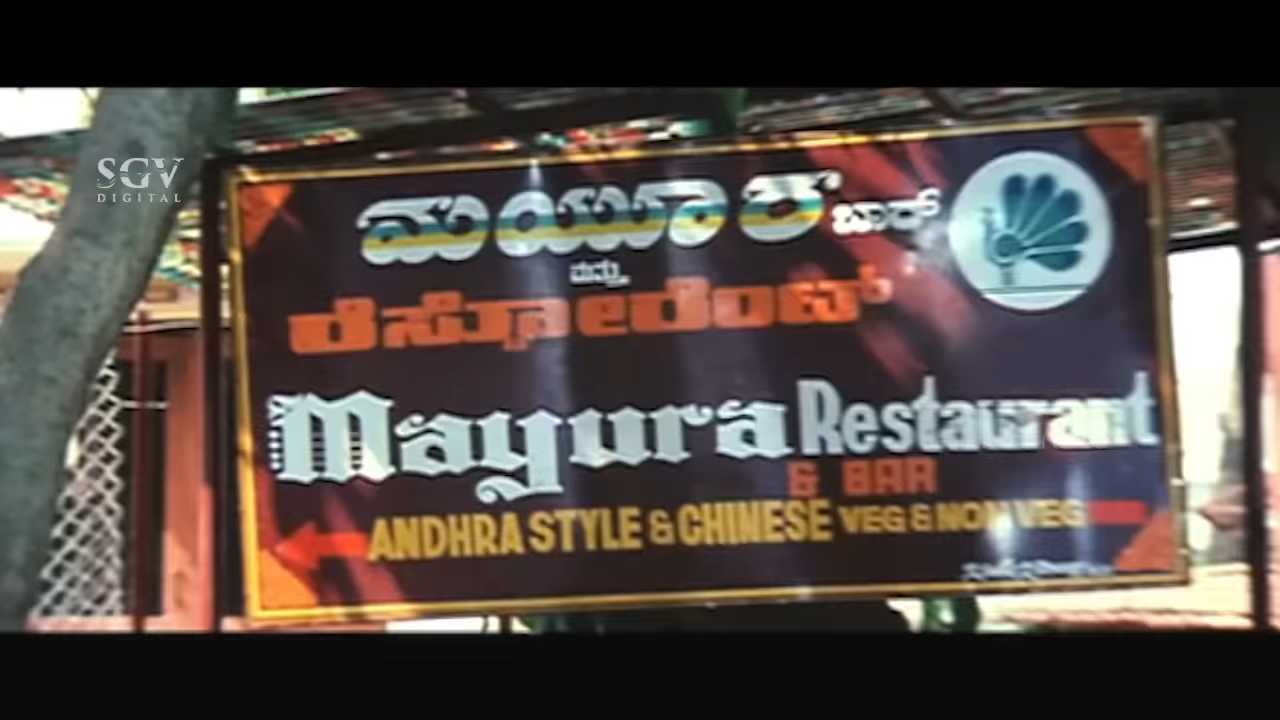 SGV
DIGITAL
ಮಯೂರ ಬಾರ್
ಮತ್ತು
ರೆಸ್ಟೋರೆಂಟ್
Mayura Restaurant
& BAR
ANDHRA STYLE & CHINESE VEG & NON VEG